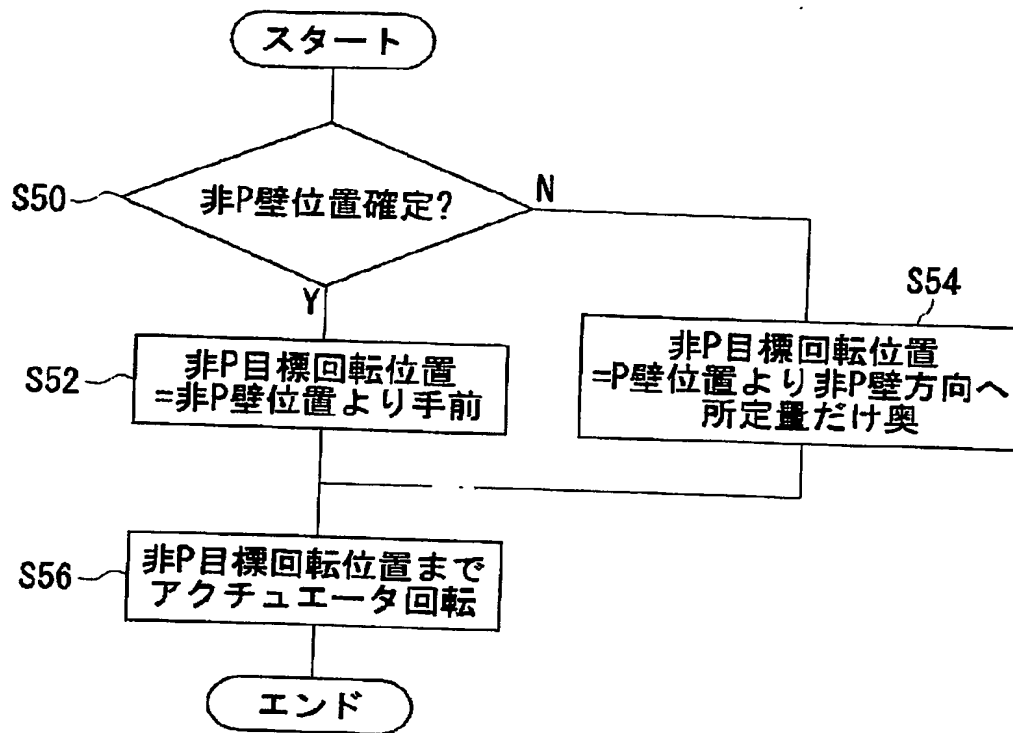 スタート
S50
非P壁位置確定?
N
Y
S54
S52
非P目標回転位置
=非P壁位置より手前
非P目標回転位置
=P壁位置より非P壁方向へ
所定量だけ奥
S56
非P目標回転位置まで
アクチュエータ回転
エンド